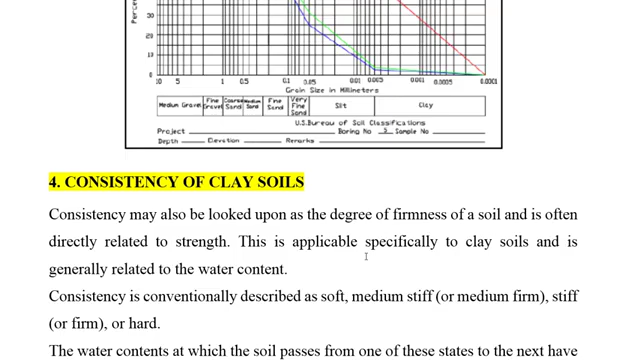 Perce
30
20
10
0
10 5 1 0.5 0.1 0.05 0.01 0.005 0.001 0.0005 0.0001
Grain Size in Millimeters
Medium Gravel Fine Gravel Coarse Sand Medium Sand Fine Sand Very Fine Sand Silt Clay
U.S.Bureau of Soil Classifications
Project Boring No 3 Sample No
Depth Elevation Remarks
4. CONSISTENCY OF CLAY SOILS
Consistency may also be looked upon as the degree of firmness of a soil and is often
directly related to strength. This is applicable specifically to clay soils and is
generally related to the water content.
Consistency is conventionally described as soft, medium stiff (or medium firm), stiff
(or firm), or hard.
The water contents at which the soil passes from one of these states to the next have